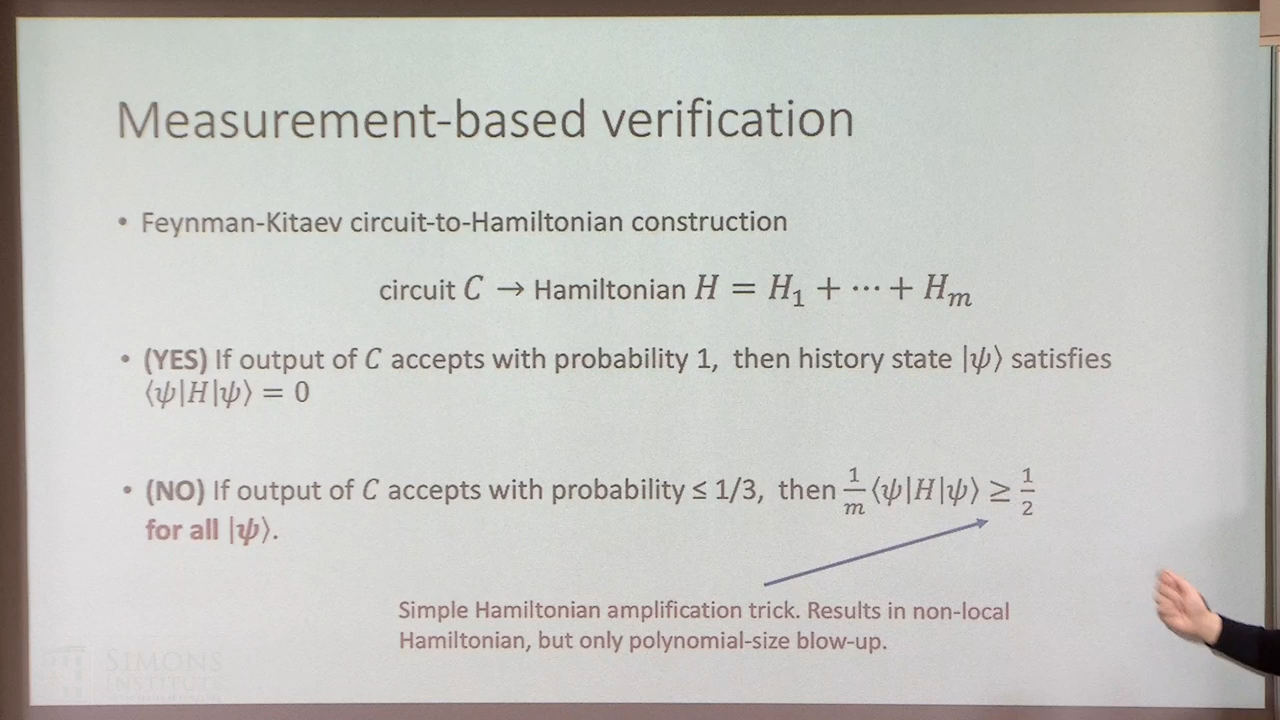 Measurement-based verification
• Feynman-Kitaev circuit-to-Hamiltonian construction
circuit C → Hamiltonian H = H₁ + ⋯ + Hₘ
• (YES) If output of C accepts with probability 1, then history state |ψ⟩ satisfies
⟨ψ|H|ψ⟩ = 0
• (NO) If output of C accepts with probability ≤ 1/3, then 1/m ⟨ψ|H|ψ⟩ ≥ 1/2
for all |ψ⟩.
Simple Hamiltonian amplification trick. Results in non-local
Hamiltonian, but only polynomial-size blow-up.
SIMONS
INSTITUTE